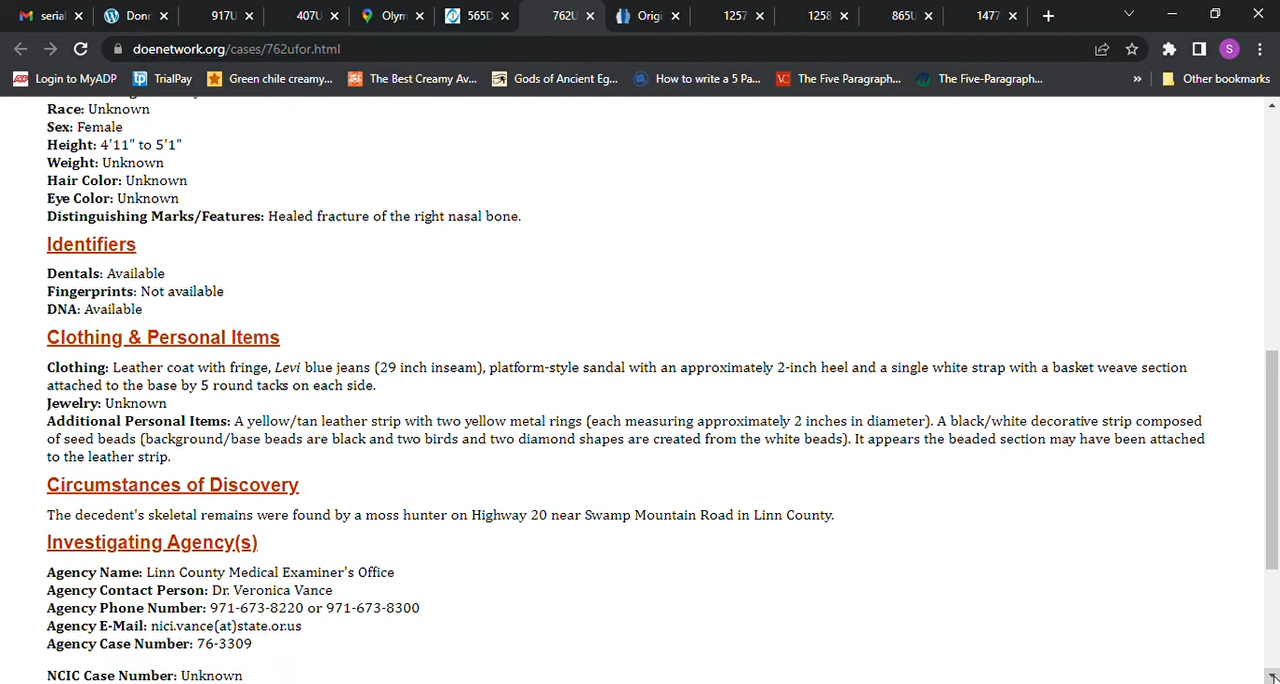 serial
Donr
917U
407U
Olym
565D
762U
Origi
1257
1258
865U
1477
doenetwork.org/cases/762ufor.html
S
Login to MyADP
TrialPay
Green chile creamy...
The Best Creamy Av...
Gods of Ancient Eg...
How to write a 5 Pa...
The Five Paragraph...
The Five-Paragraph...
»
Other bookmarks
Race: Unknown
Sex: Female
Height: 4'11" to 5'1"
Weight: Unknown
Hair Color: Unknown
Eye Color: Unknown
Distinguishing Marks/Features: Healed fracture of the right nasal bone.
Identifiers
Dentals: Available
Fingerprints: Not available
DNA: Available
Clothing & Personal Items
Clothing: Leather coat with fringe, Levi blue jeans (29 inch inseam), platform-style sandal with an approximately 2-inch heel and a single white strap with a basket weave section
attached to the base by 5 round tacks on each side.
Jewelry: Unknown
Additional Personal Items: A yellow/tan leather strip with two yellow metal rings (each measuring approximately 2 inches in diameter). A black/white decorative strip composed
of seed beads (background/base beads are black and two birds and two diamond shapes are created from the white beads). It appears the beaded section may have been attached
to the leather strip.
Circumstances of Discovery
The decedent's skeletal remains were found by a moss hunter on Highway 20 near Swamp Mountain Road in Linn County.
Investigating Agency(s)
Agency Name: Linn County Medical Examiner's Office
Agency Contact Person: Dr. Veronica Vance
Agency Phone Number: 971-673-8220 or 971-673-8300
Agency E-Mail: nici.vance(at)state.or.us
Agency Case Number: 76-3309
NCIC Case Number: Unknown